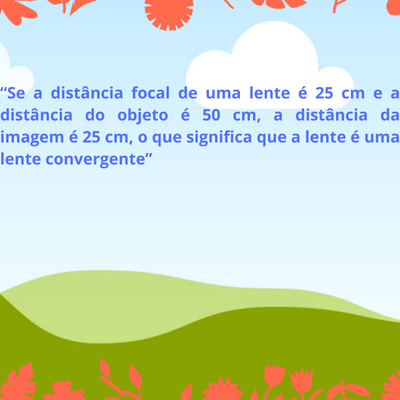 “Se a distância focal de uma lente é 25 cm e a
distância do objeto é 50 cm, a distância da
imagem é 25 cm, o que significa que a lente é uma
lente convergente”